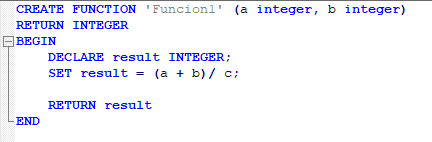 CREATE FUNCTION 'Funcion1' (a integer, b integer)
RETURN INTEGER
BEGIN
DECLARE result INTEGER;
SET result = (a + b)/ c;
RETURN result
END